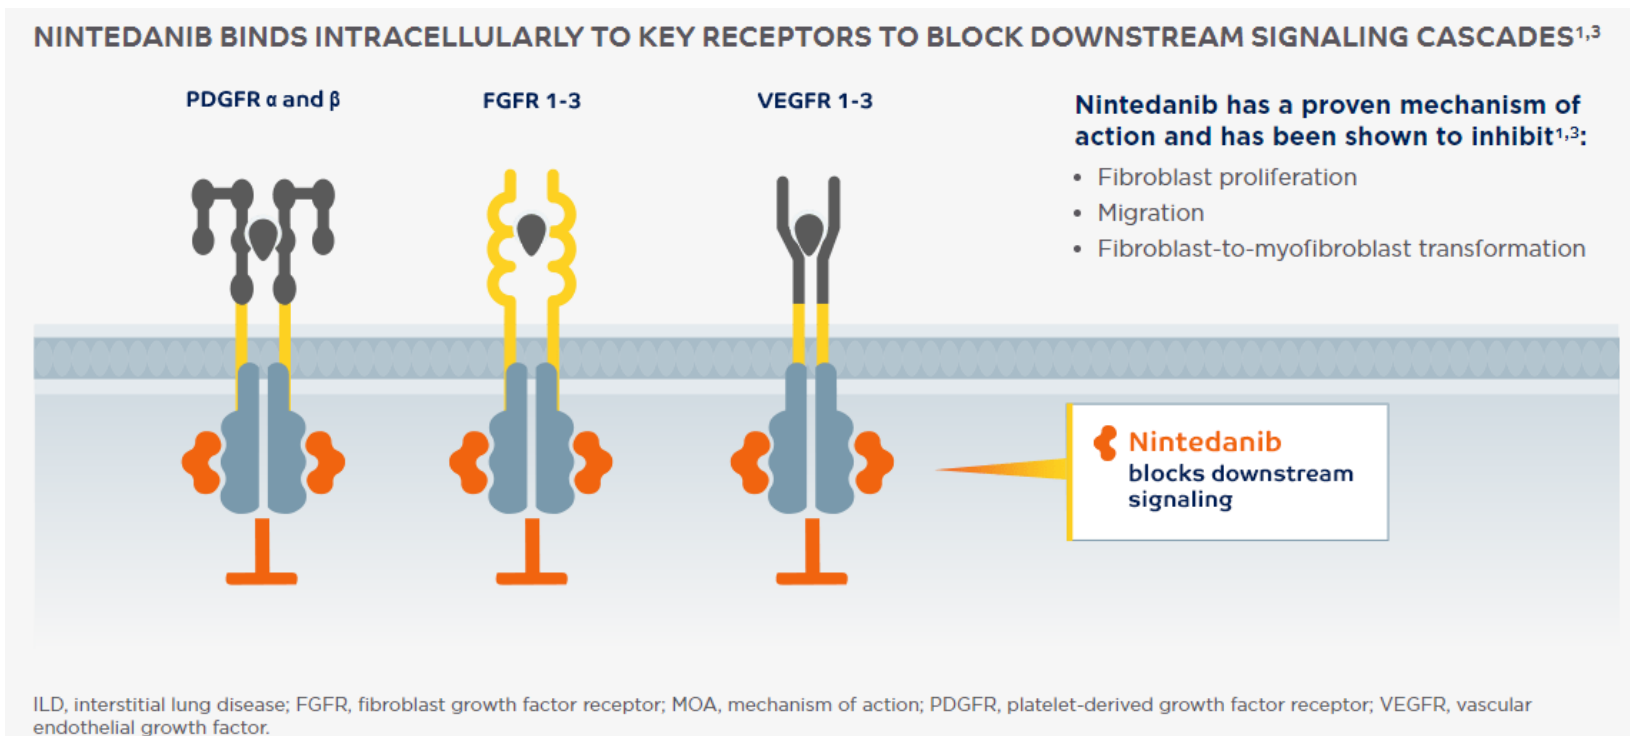 NINTEDANIB BINDS INTRACELLULARLY TO KEY RECEPTORS TO BLOCK DOWNSTREAM SIGNALING CASCADES¹,³
PDGFR α and β
FGFR 1-3
VEGFR 1-3
Nintedanib has a proven mechanism of
action and has been shown to inhibit¹,³:
• Fibroblast proliferation
• Migration
• Fibroblast-to-myofibroblast transformation
Nintedanib
blocks downstream
signaling
ILD, interstitial lung disease; FGFR, fibroblast growth factor receptor; MOA, mechanism of action; PDGFR, platelet-derived growth factor receptor; VEGFR, vascular
endothelial growth factor.